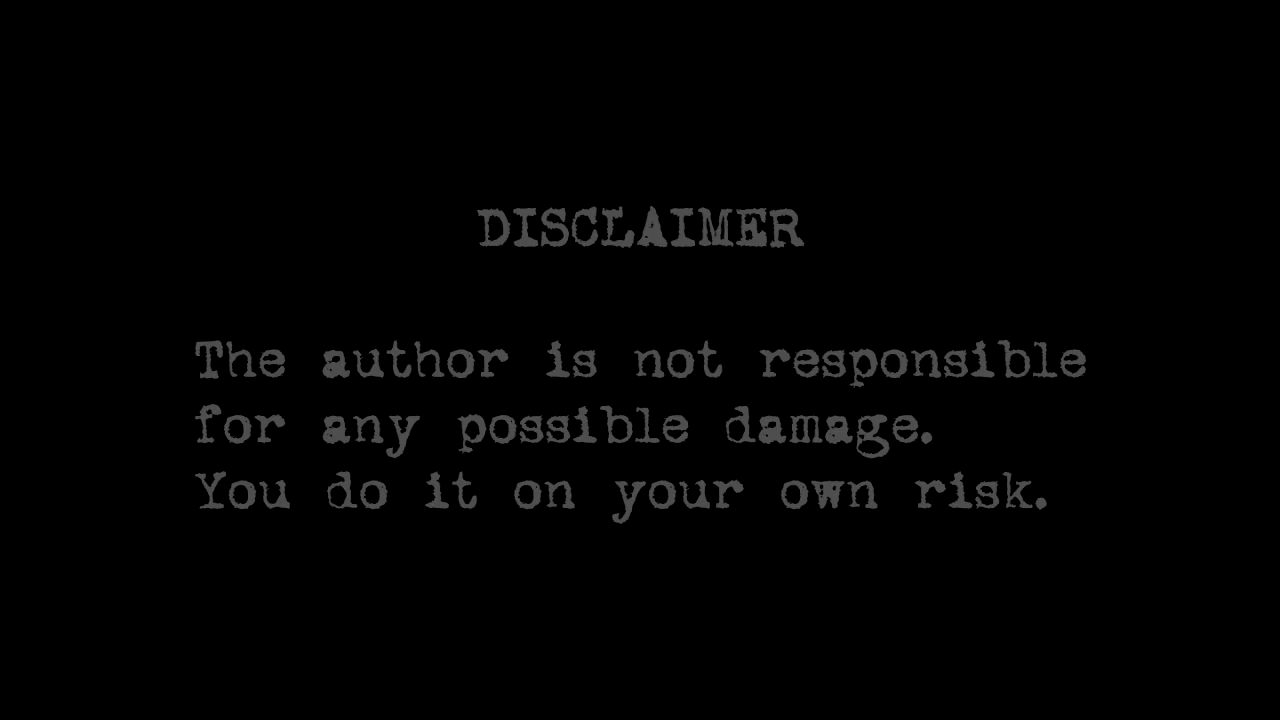 DISCLAIMER
The author is not responsible
for any possible damage.
You do it on your own risk.